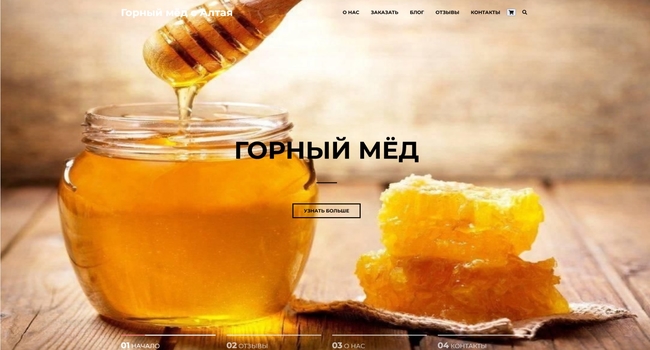 Горный мёд с Алтая
О НАС ЗАКАЗАТЬ БЛОГ ОТЗЫВЫ КОНТАКТЫ
ГОРНЫЙ МЁД
УЗНАТЬ БОЛЬШЕ
01 НАЧАЛО 02 ОТЗЫВЫ 03 О НАС 04 КОНТАКТЫ